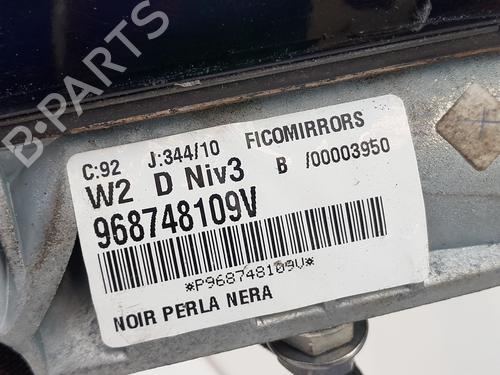 B-PARTS
C:92 J:344/10 FICOMIRRORS
W2 D Niv3 B /00003950
968748109V
*P968748109V*
NOIR PERLA NERA